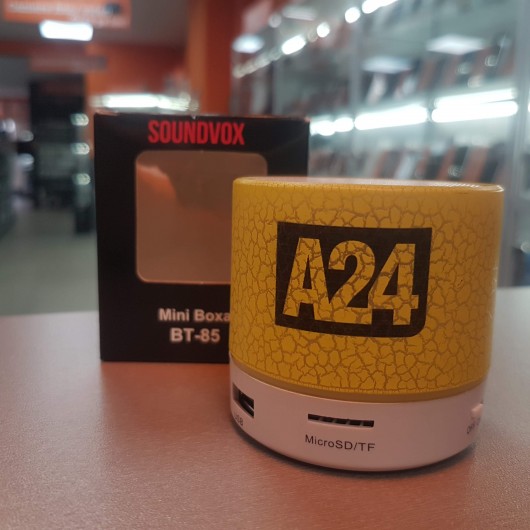 SOUNDVOX
Mini Boxa
BT-85
A24
MicroSD/TF